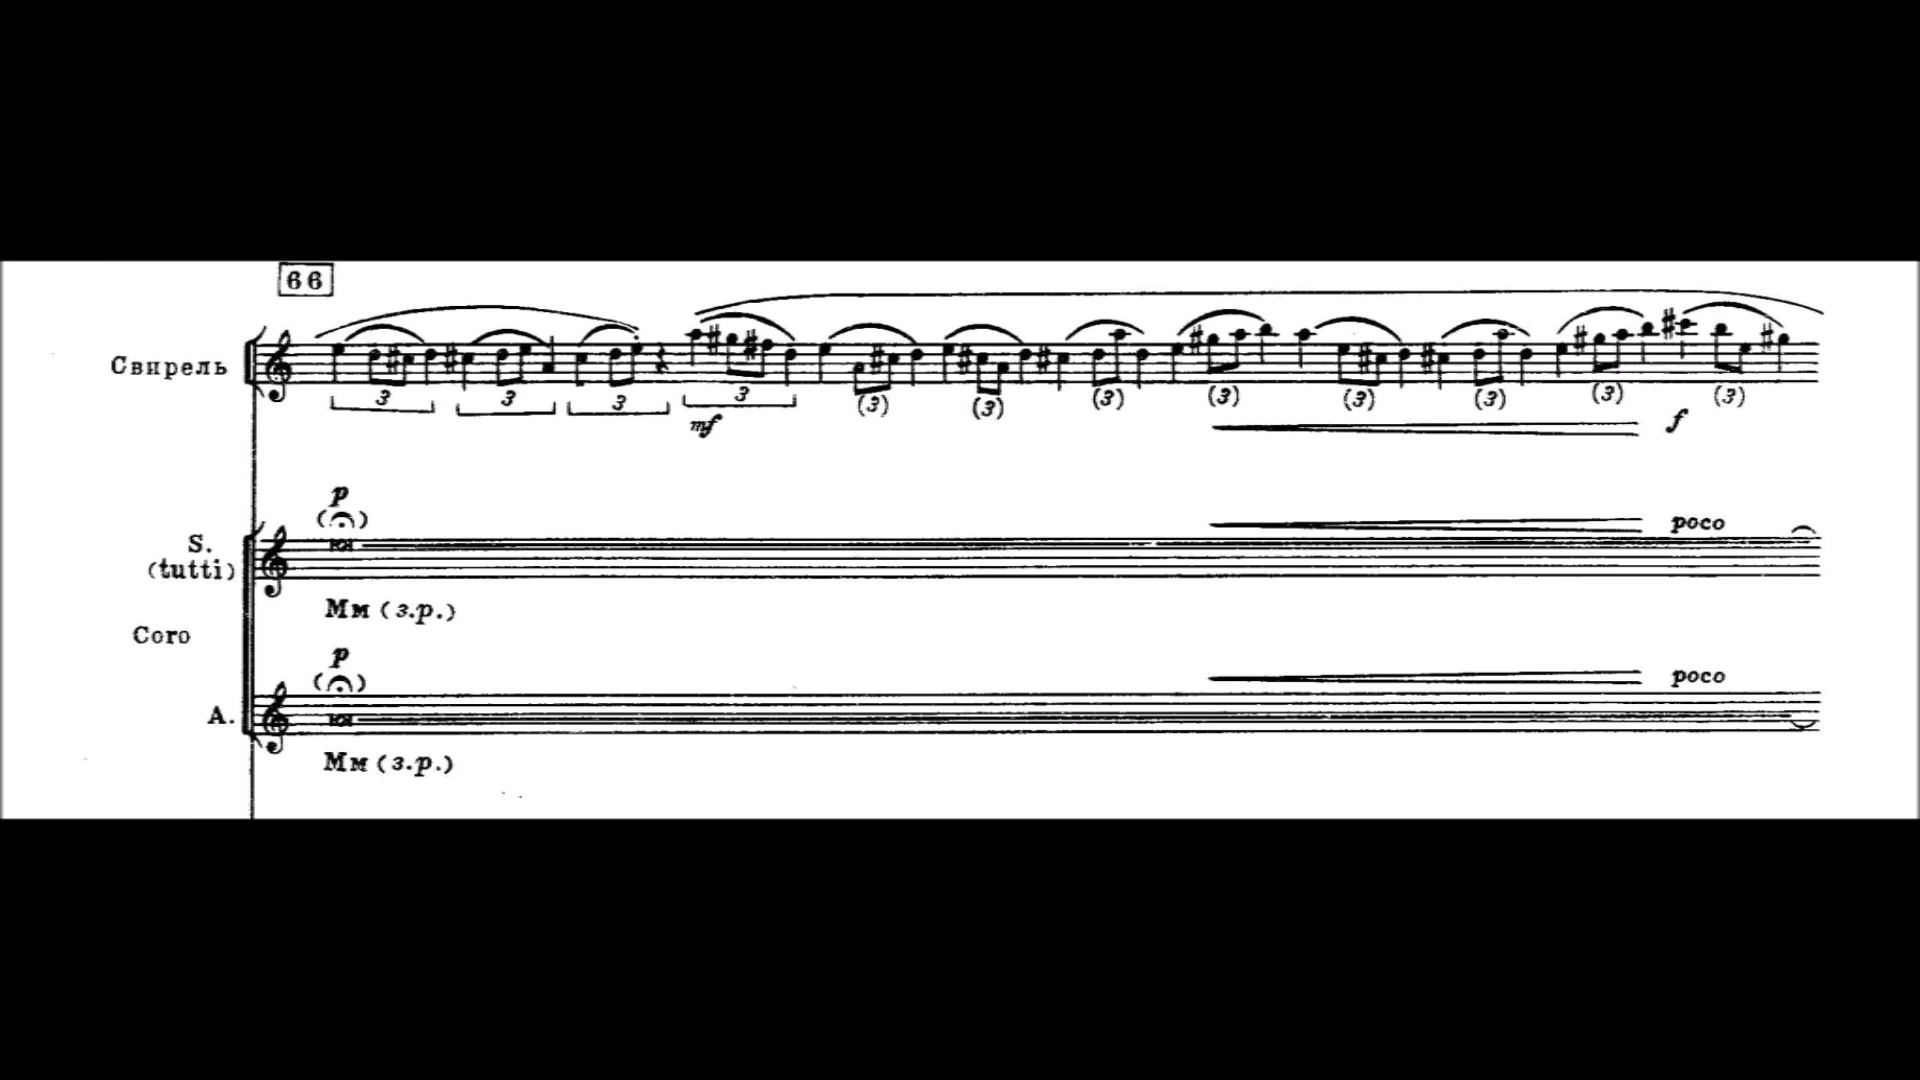 66
Свирель
3 3 3 3 (3) (3) (3) (3) (3) (3) (3) (3)
mf f
p
S. poco
(tutti)
Мм (з.р.)
Coro
p
poco
A.
Мм (з.р.)